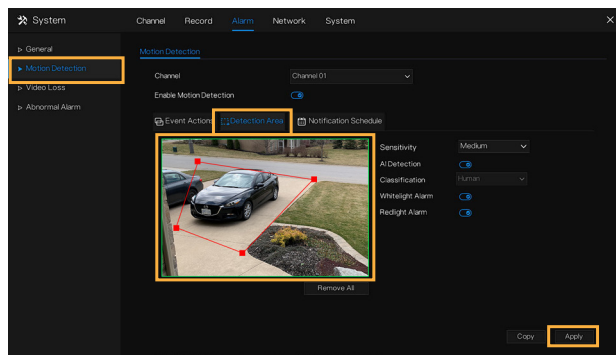 System
Channel Record Alarm Network System
General
Motion Detection
Video Loss
Abnormal Alarm
Motion Detection
Channel Channel 01
Enable Motion Detection
Event Actions Detection Area Notification Schedule
Sensitivity Medium
AI Detection
Classification Human
Whitelight Alarm
Redlight Alarm
Remove All
Copy Apply